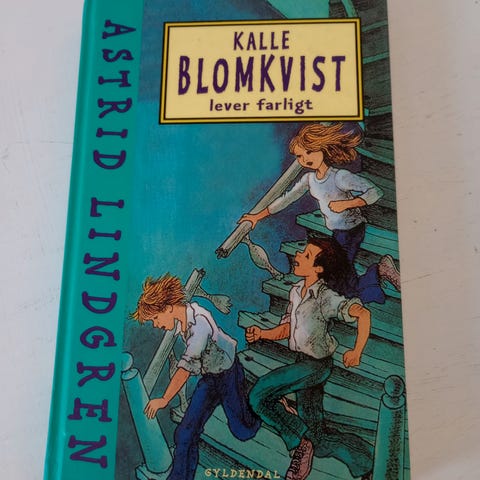 ASTRID LINDGREN
KALLE
BLOMKVIST
lever farligt
GYLDENDAL